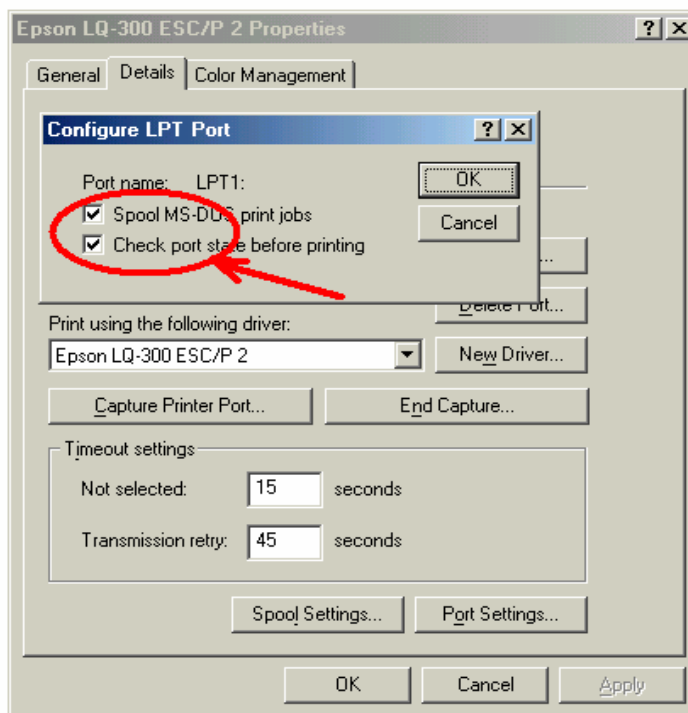 Epson LQ-300 ESC/P 2 Properties
General Details Color Management
Configure LPT Port
Port name: LPT1:
OK
Spool MS-DOS print jobs
Cancel
Check port state before printing
...
Delete Port...
Print using the following driver:
Epson LQ-300 ESC/P 2
New Driver...
Capture Printer Port... End Capture...
Timeout settings
Not selected: 15 seconds
Transmission retry: 45 seconds
Spool Settings... Port Settings...
OK Cancel Apply